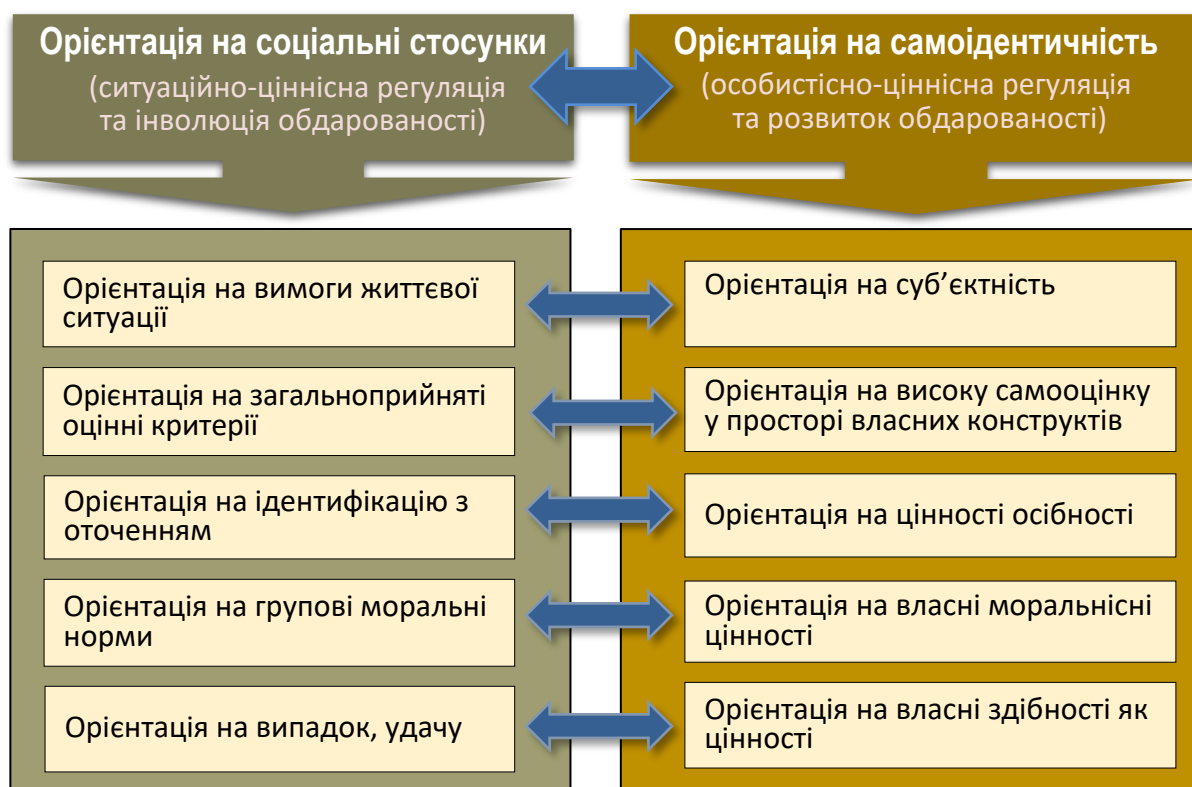 Орієнтація на соціальні стосунки
(ситуаційно-ціннісна регуляція
та інволюція обдарованості)
Орієнтація на самоідентичність
(особистісно-ціннісна регуляція
та розвиток обдарованості)
Орієнтація на вимоги життєвої
ситуації
Орієнтація на суб’єктність
Орієнтація на загальноприйняті
оцінні критерії
Орієнтація на високу самооцінку
у просторі власних конструктів
Орієнтація на ідентифікацію з
оточенням
Орієнтація на цінності осібності
Орієнтація на групові моральні
норми
Орієнтація на власні моральнісні
цінності
Орієнтація на випадок, удачу
Орієнтація на власні здібності як
цінності